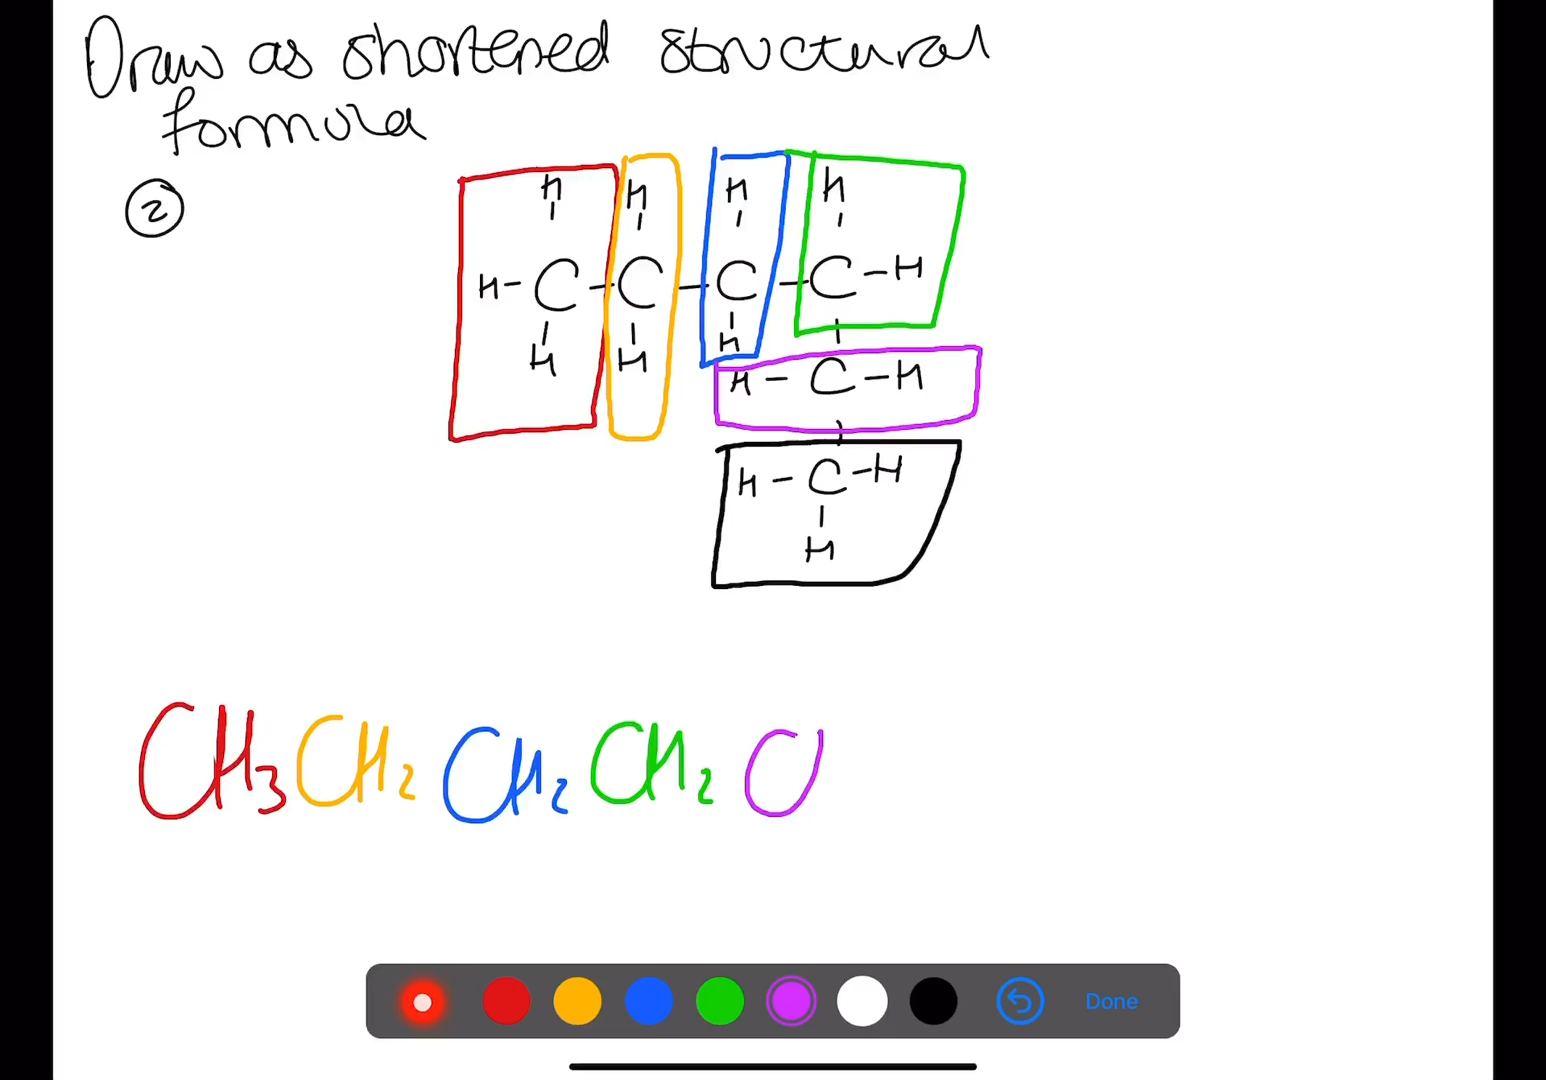 Draw as shortened structural
formula
2
H H H H
H-C-C-C-C-H
H H H
H-C-H
H-C-H
H
CH₃CH₂CH₂CH₂C
Done